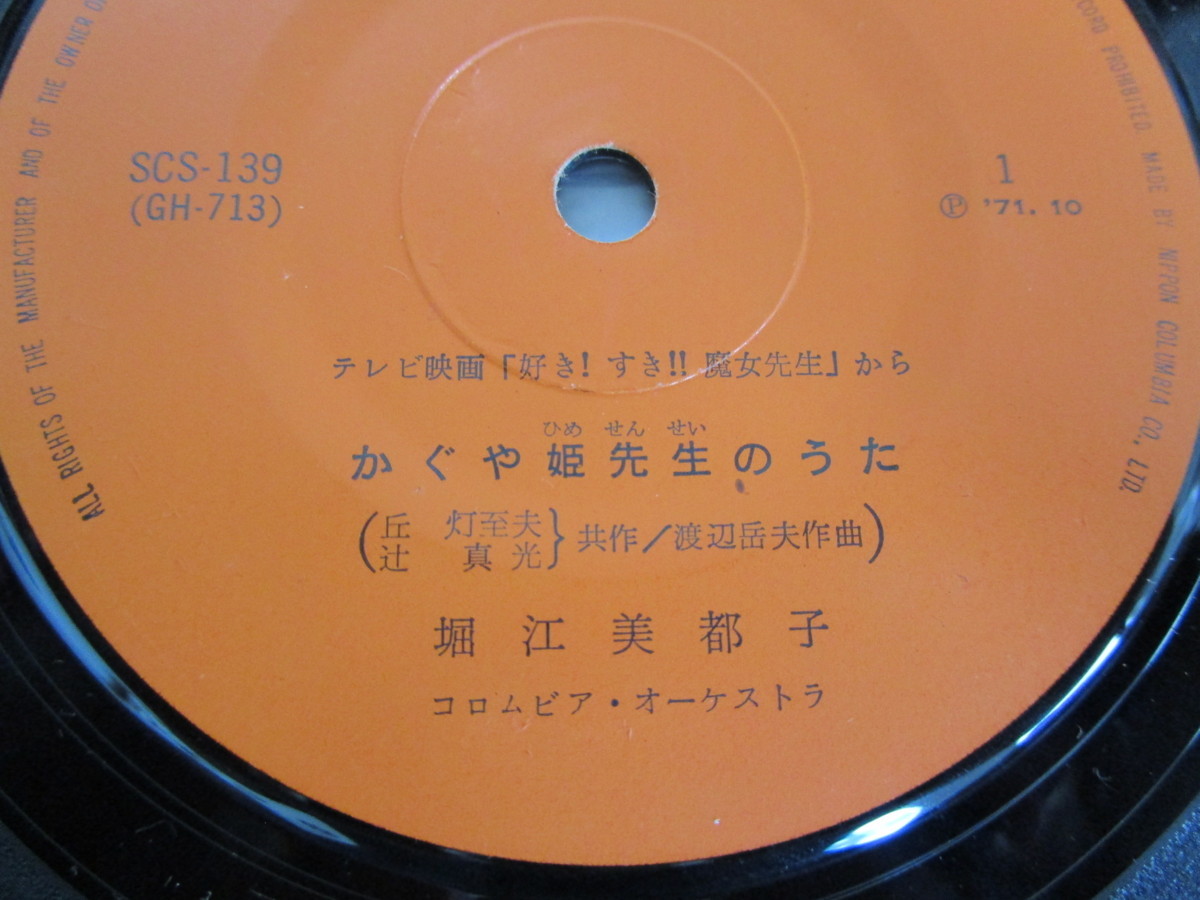 SCS-139
(GH-713)
1
Ⓟ '71. 10
テレビ映画「好き! すき!! 魔女先生」から
ひめ せん せい
かぐや姫先生のうた
(丘 灯至夫
辻 真光}共作/渡辺岳夫作曲)
堀江美都子
コロムビア・オーケストラ
ALL RIGHTS OF THE MANUFACTURER AND OF THE OWNER OF
RECORD PROHIBITED MADE BY NIPPON COLUMBIA CO., LTD.